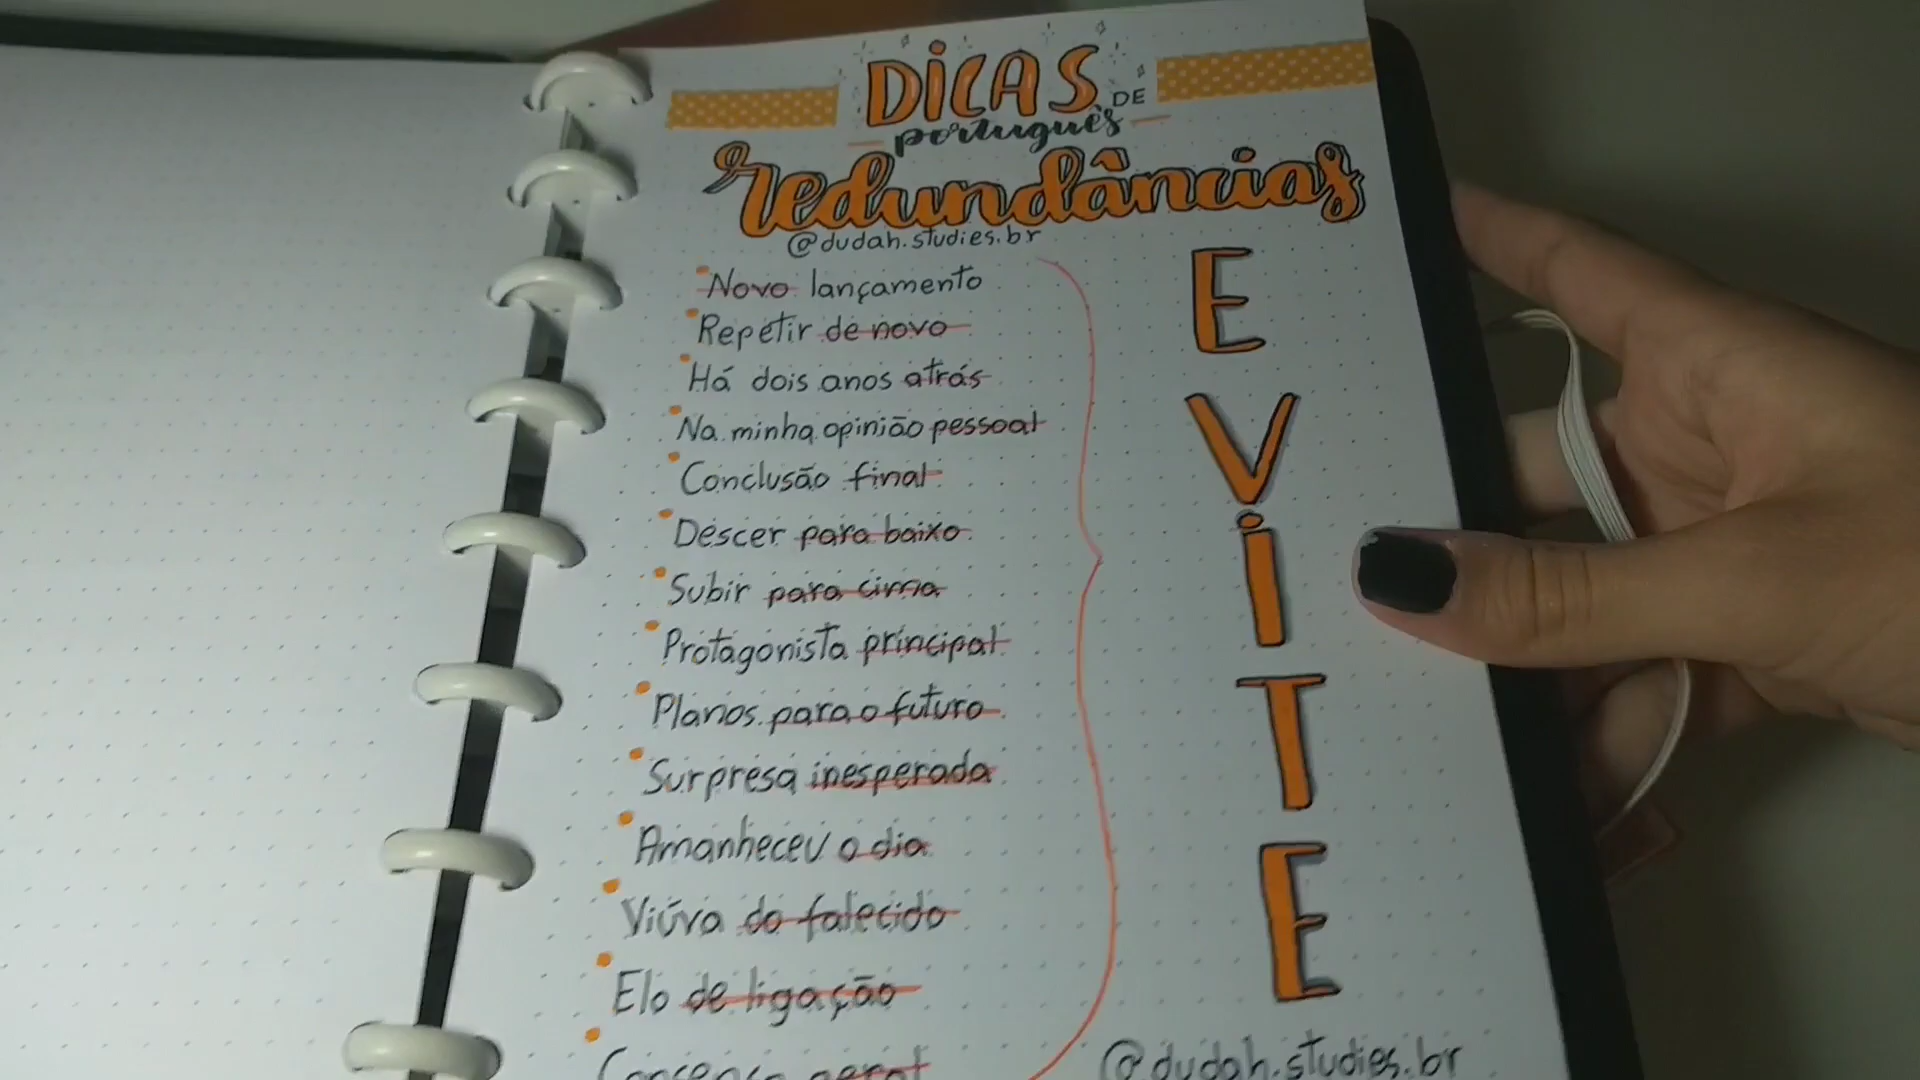 DICAS DE
português
redundâncias
@dudah.studies.br
Novo lançamento
Repetir de novo
Há dois anos atrás
Na minha opinião pessoal
Conclusão final
Descer para baixo
Subir para cima
Protagonista principal
Planos para o futuro
Surpresa inesperada
Amanheceu o dia
Viúva do falecido
Elo de ligação
geral
EVITE
@dudah.studies.br